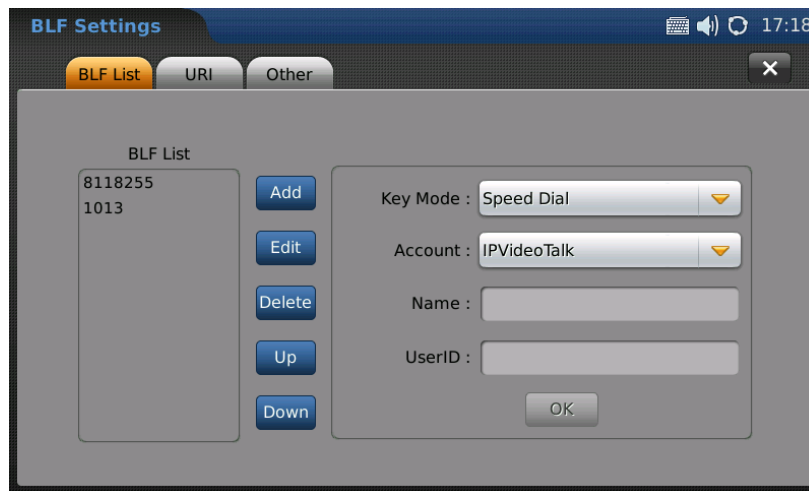 BLF Settings
17:18
BLF List
URI
Other
BLF List
8118255
1013
Add
Edit
Delete
Up
Down
Key Mode : Speed Dial
Account : IPVideoTalk
Name :
UserID :
OK